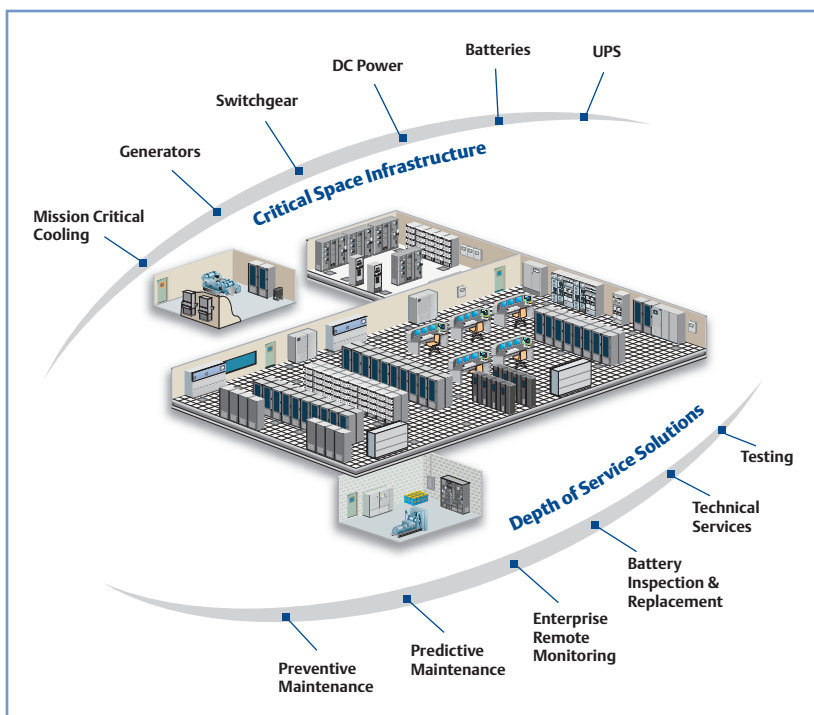 Batteries
UPS
DC Power
Switchgear
Generators
Mission Critical
Cooling
Critical Space Infrastructure
Depth of Service Solutions
Testing
Technical
Services
Battery
Inspection &
Replacement
Enterprise
Remote
Monitoring
Predictive
Maintenance
Preventive
Maintenance